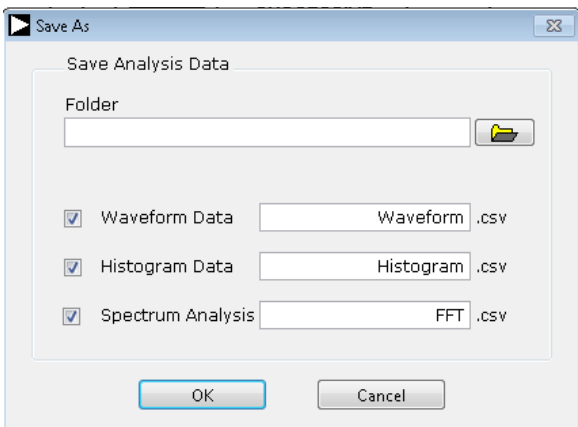 Save As
Save Analysis Data
Folder
Waveform Data Waveform .csv
Histogram Data Histogram .csv
Spectrum Analysis FFT .csv
OK Cancel